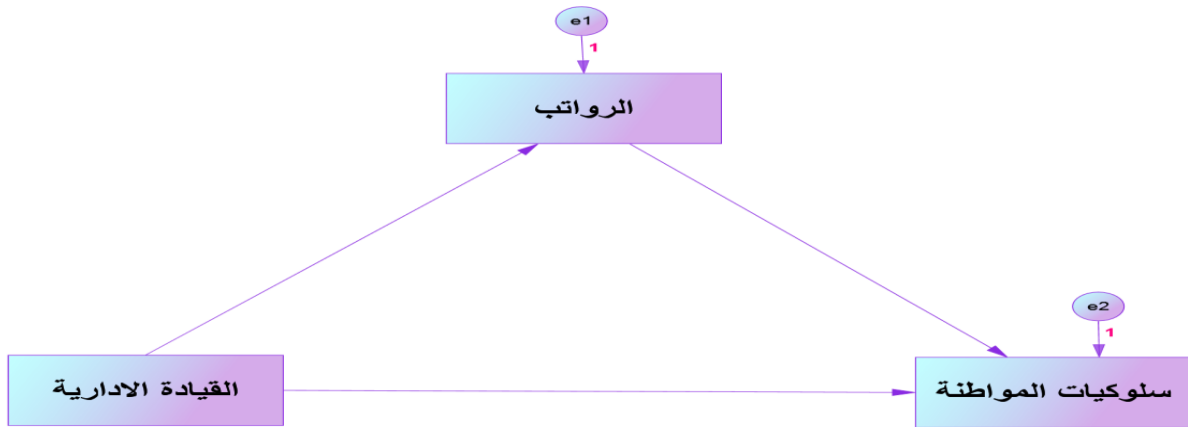 e1
1
الرواتب
e2
1
القيادة الادارية
سلوكيات المواطنة